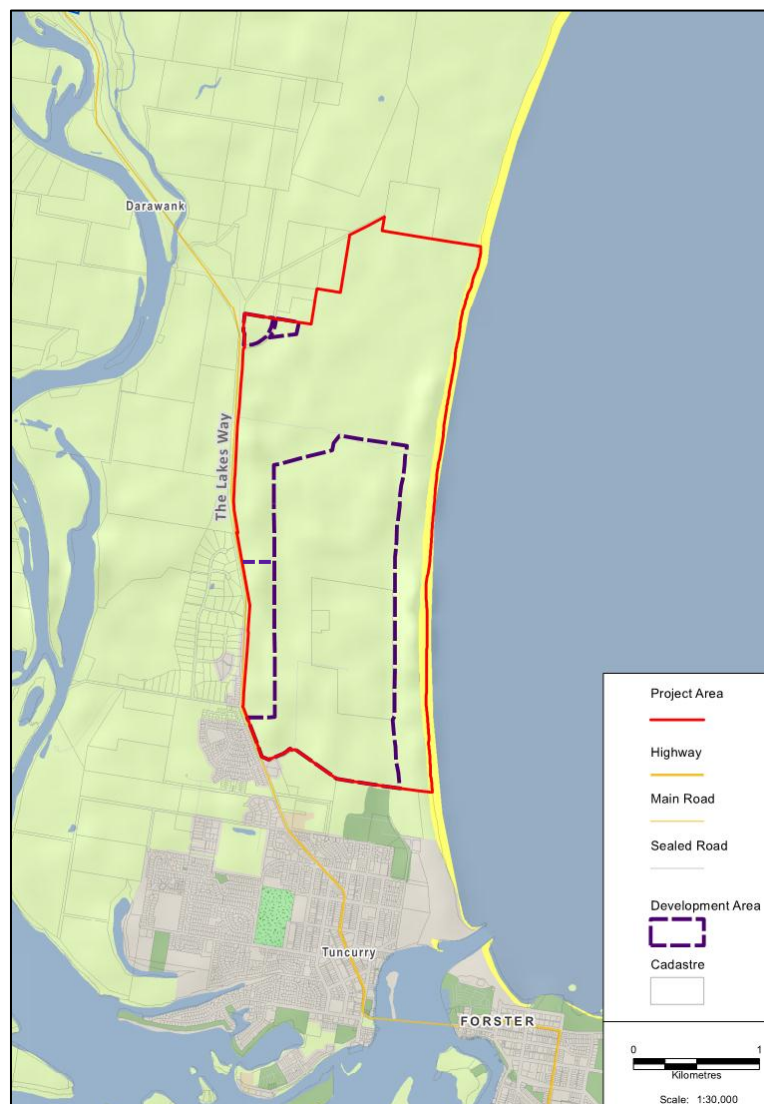 Darawank
The Lakes Way
Tuncurry
FORSTER
Project Area
Highway
Main Road
Sealed Road
Development Area
Cadastre
0 1
Kilometres
Scale: 1:30,000